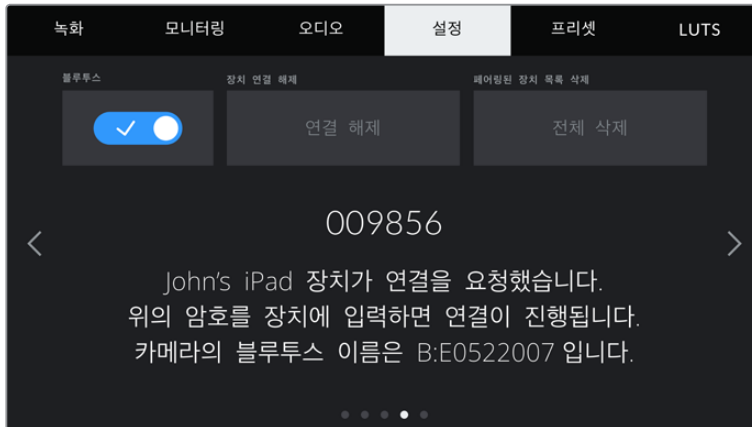 녹화 모니터링 오디오 설정 프리셋 LUTS
블루투스 장치 연결 해제 페어링된 장치 목록 삭제
연결 해제 전체 삭제
009856
John's iPad 장치가 연결을 요청했습니다.
위의 암호를 장치에 입력하면 연결이 진행됩니다.
카메라의 블루투스 이름은 B:E0522007 입니다.